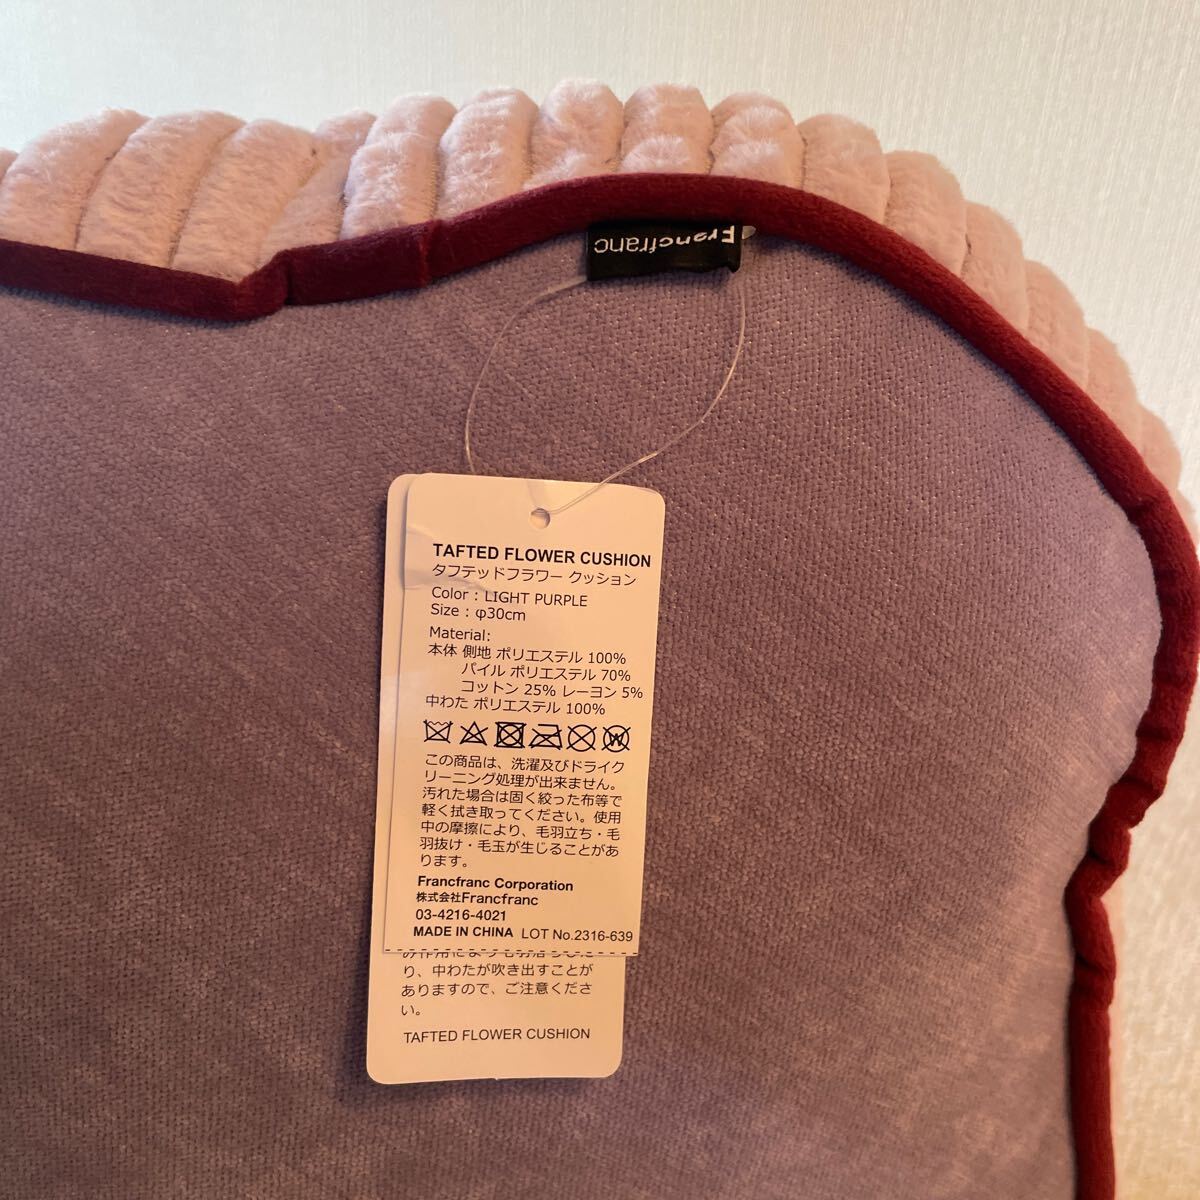 Francfranc
TAFTED FLOWER CUSHION
タフテッドフラワー クッション
Color : LIGHT PURPLE
Size : φ30cm
Material:
本体 側地 ポリエステル 100%
パイル ポリエステル 70%
コットン 25% レーヨン 5%
中わた ポリエステル 100%
この商品は、洗濯及びドライク
リーニング処理が出来ません。
汚れた場合は固く絞った布等で
軽く拭き取ってください。使用
中の摩擦により、毛羽立ち・毛
羽抜け・毛玉が生じることがあ
ります。
Francfranc Corporation
株式会社Francfranc
03-4216-4021
MADE IN CHINA LOT No.2316-639
り、中わたが吹き出すことが
ありますので、ご注意くださ
い。
TAFTED FLOWER CUSHION